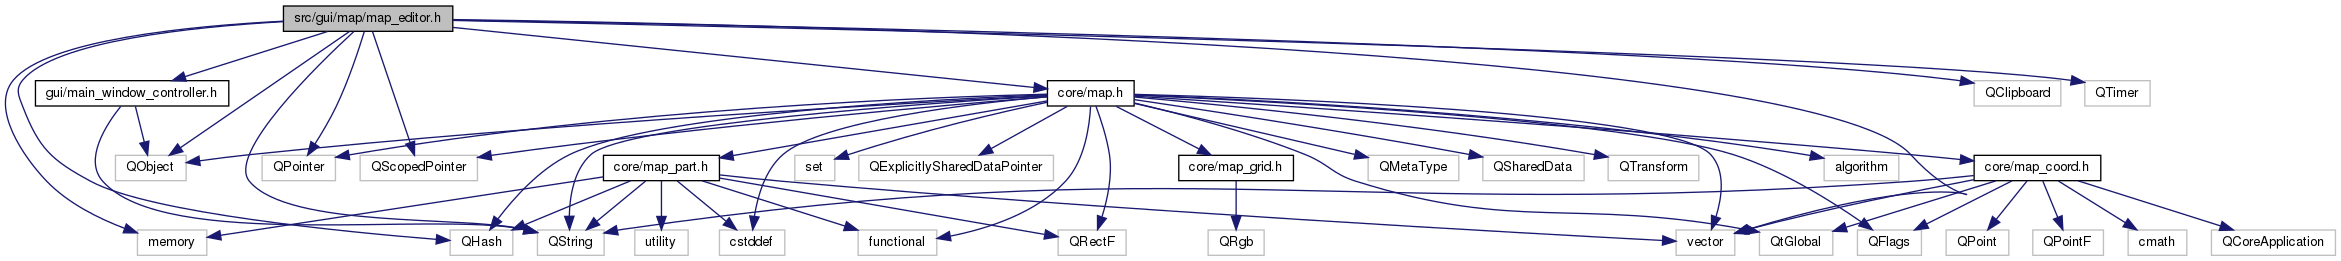 src/gui/map/map_editor.h
gui/main_window_controller.h
core/map.h
QClipboard
QTimer
QObject
QPointer
QScopedPointer
core/map_part.h
set
QExplicitlySharedDataPointer
core/map_grid.h
QMetaType
QSharedData
QTransform
algorithm
core/map_coord.h
memory
QHash
QString
utility
cstddef
functional
QRectF
QRgb
vector
QtGlobal
QFlags
QPoint
QPointF
cmath
QCoreApplication